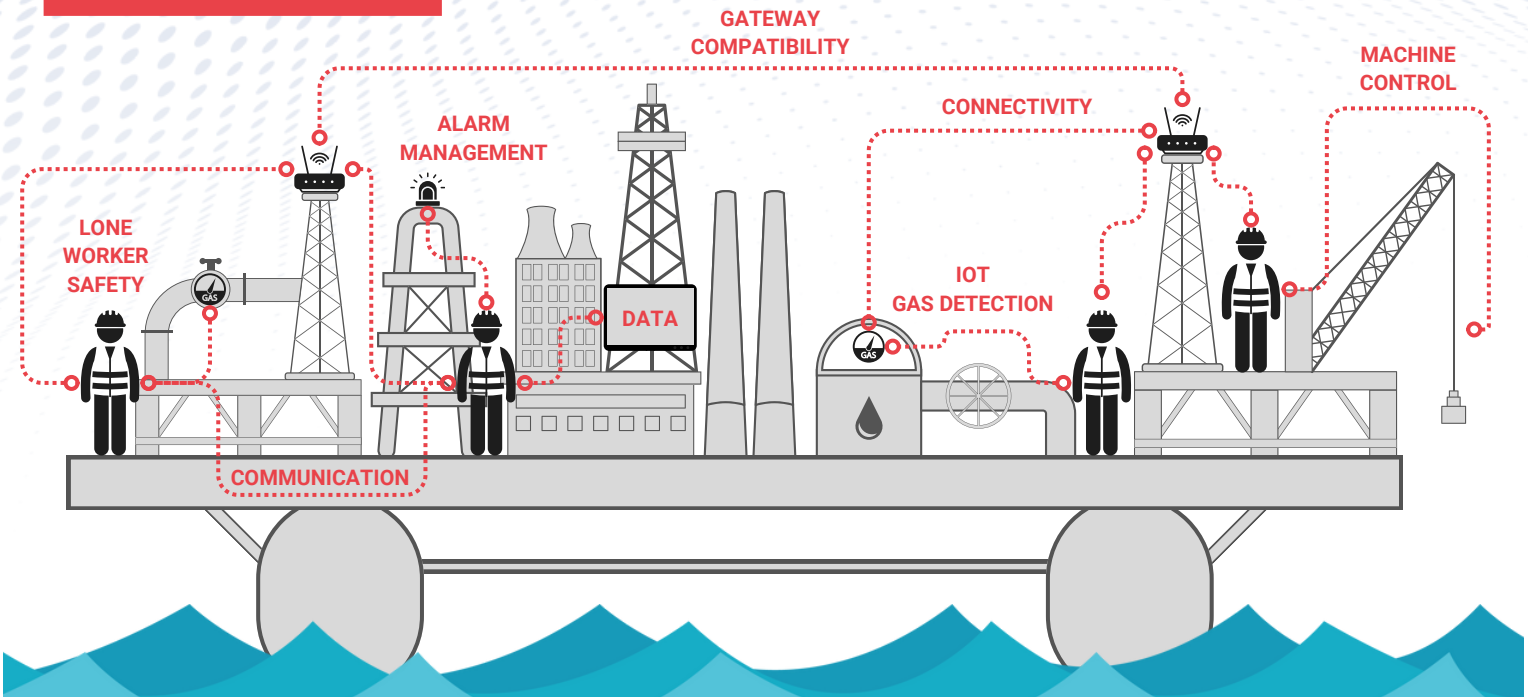 GATEWAY
COMPATIBILITY
MACHINE
CONTROL
CONNECTIVITY
ALARM
MANAGEMENT
LONE
WORKER
SAFETY
GAS
IOT
GAS DETECTION
DATA
GAS
COMMUNICATION